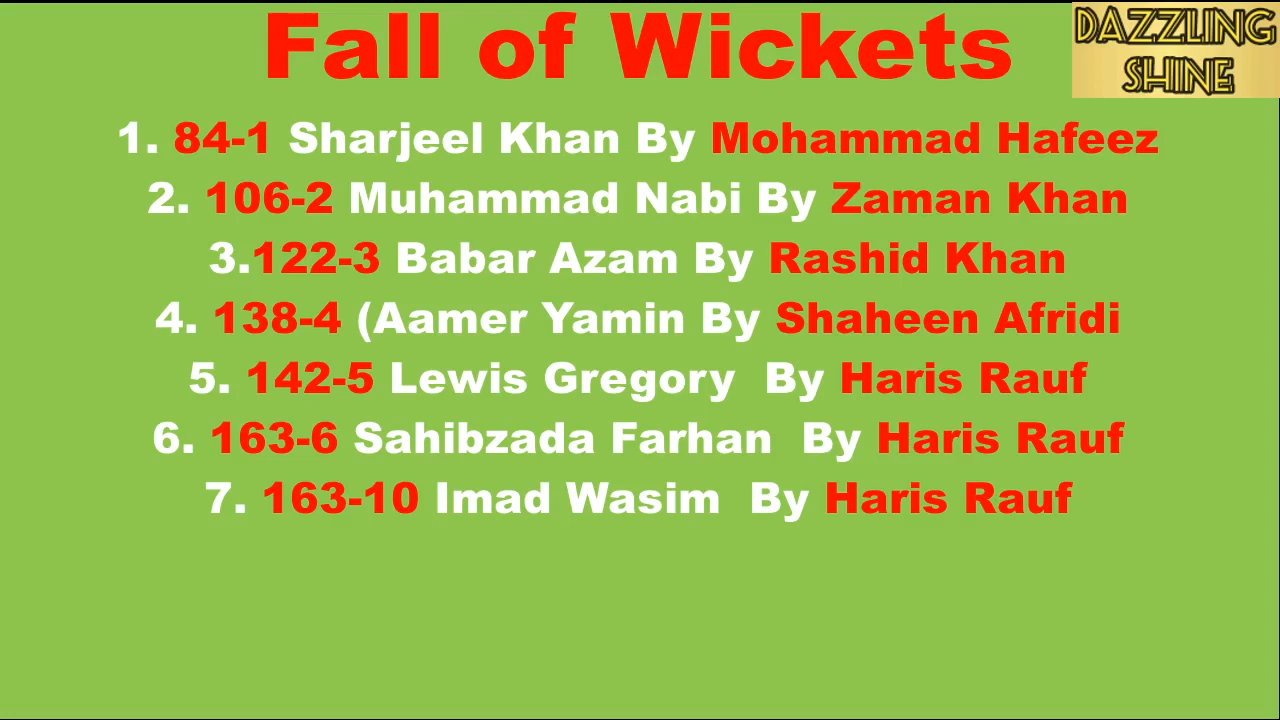 Fall of Wickets
DAZZLING
SHINE
1. 84-1 Sharjeel Khan By Mohammad Hafeez
2. 106-2 Muhammad Nabi By Zaman Khan
3.122-3 Babar Azam By Rashid Khan
4. 138-4 (Aamer Yamin By Shaheen Afridi
5. 142-5 Lewis Gregory  By Haris Rauf
6. 163-6 Sahibzada Farhan  By Haris Rauf
7. 163-10 Imad Wasim  By Haris Rauf